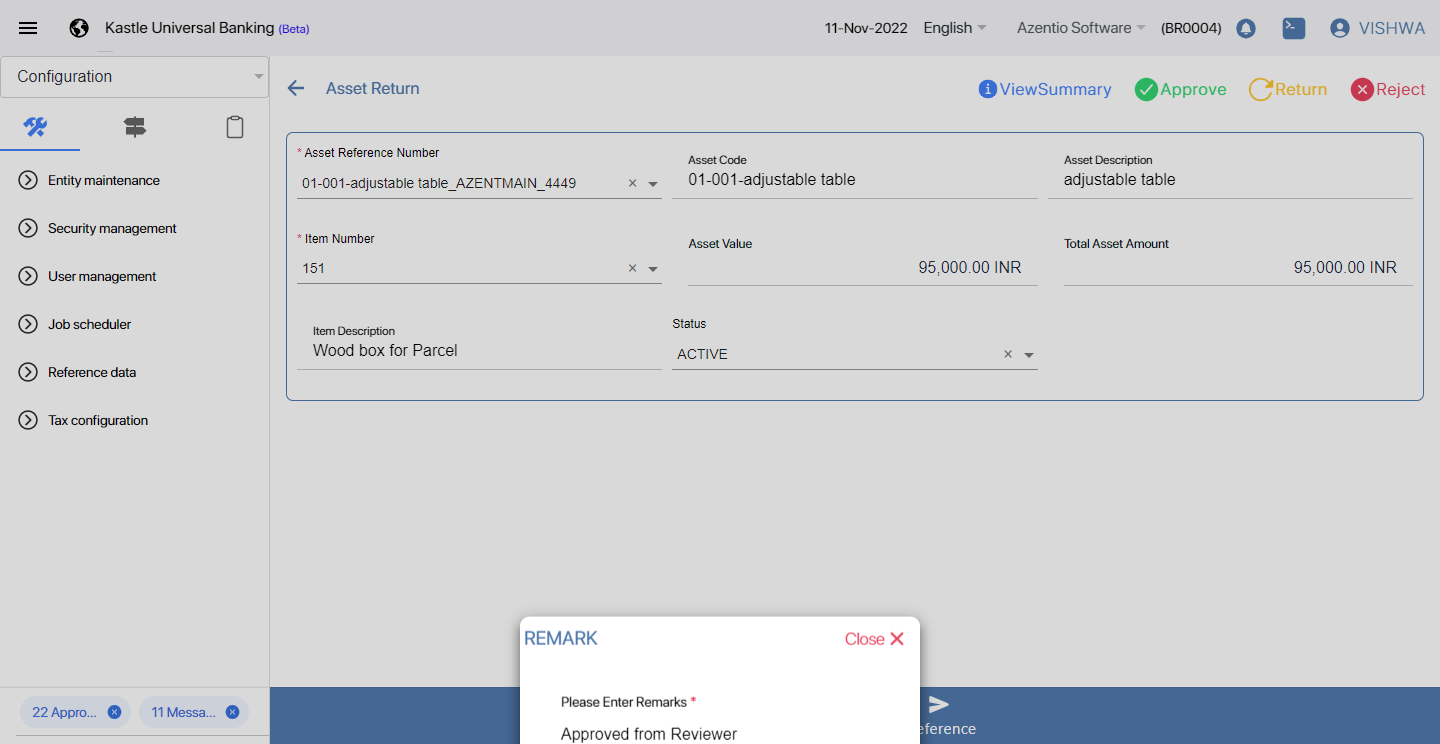 Kastle Universal Banking (Beta)
11-Nov-2022
English
Azentio Software
(BR0004)
VISHWA
Configuration
Asset Return
ViewSummary
Approve
Return
Reject
Entity maintenance
Security management
User management
Job scheduler
Reference data
Tax configuration
* Asset Reference Number
01-001-adjustable table_AZENTMAIN_4449
Asset Code
01-001-adjustable table
Asset Description
adjustable table
* Item Number
151
Asset Value
95,000.00 INR
Total Asset Amount
95,000.00 INR
Item Description
Wood box for Parcel
Status
ACTIVE
REMARK
Close
Please Enter Remarks *
Approved from Reviewer
22 Appro...
11 Messa...
eference